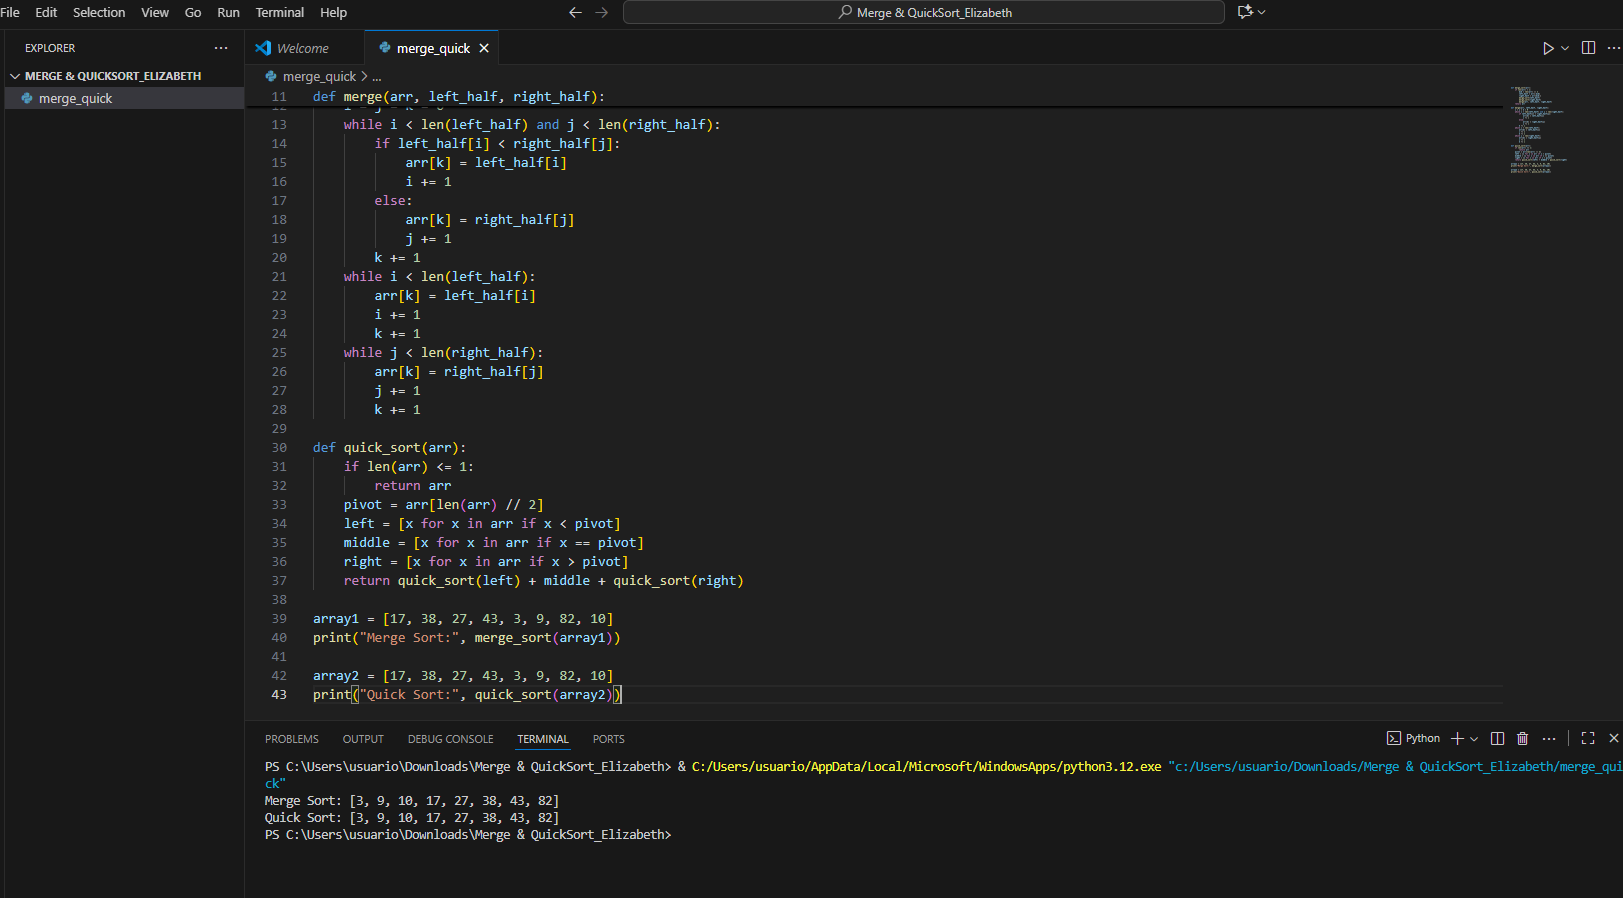 File Edit Selection View Go Run Terminal Help
Merge & QuickSort_Elizabeth
EXPLORER
MERGE & QUICKSORT_ELIZABETH
merge_quick
Welcome
merge_quick
merge_quick > ...
11 def merge(arr, left_half, right_half):
13 while i < len(left_half) and j < len(right_half):
14 if left_half[i] < right_half[j]:
15 arr[k] = left_half[i]
16 i += 1
17 else:
18 arr[k] = right_half[j]
19 j += 1
20 k += 1
21 while i < len(left_half):
22 arr[k] = left_half[i]
23 i += 1
24 k += 1
25 while j < len(right_half):
26 arr[k] = right_half[j]
27 j += 1
28 k += 1
29
30 def quick_sort(arr):
31 if len(arr) <= 1:
32 return arr
33 pivot = arr[len(arr) // 2]
34 left = [x for x in arr if x < pivot]
35 middle = [x for x in arr if x == pivot]
36 right = [x for x in arr if x > pivot]
37 return quick_sort(left) + middle + quick_sort(right)
38
39 array1 = [17, 38, 27, 43, 3, 9, 82, 10]
40 print("Merge Sort:", merge_sort(array1))
41
42 array2 = [17, 38, 27, 43, 3, 9, 82, 10]
43 print("Quick Sort:", quick_sort(array2))
PROBLEMS OUTPUT DEBUG CONSOLE TERMINAL PORTS
Python
PS C:\Users\usuario\Downloads\Merge & QuickSort_Elizabeth> & C:/Users/usuario/AppData/Local/Microsoft/WindowsApps/python3.12.exe "c:/Users/usuario/Downloads/Merge & QuickSort_Elizabeth/merge_qui
ck"
Merge Sort: [3, 9, 10, 17, 27, 38, 43, 82]
Quick Sort: [3, 9, 10, 17, 27, 38, 43, 82]
PS C:\Users\usuario\Downloads\Merge & QuickSort_Elizabeth>